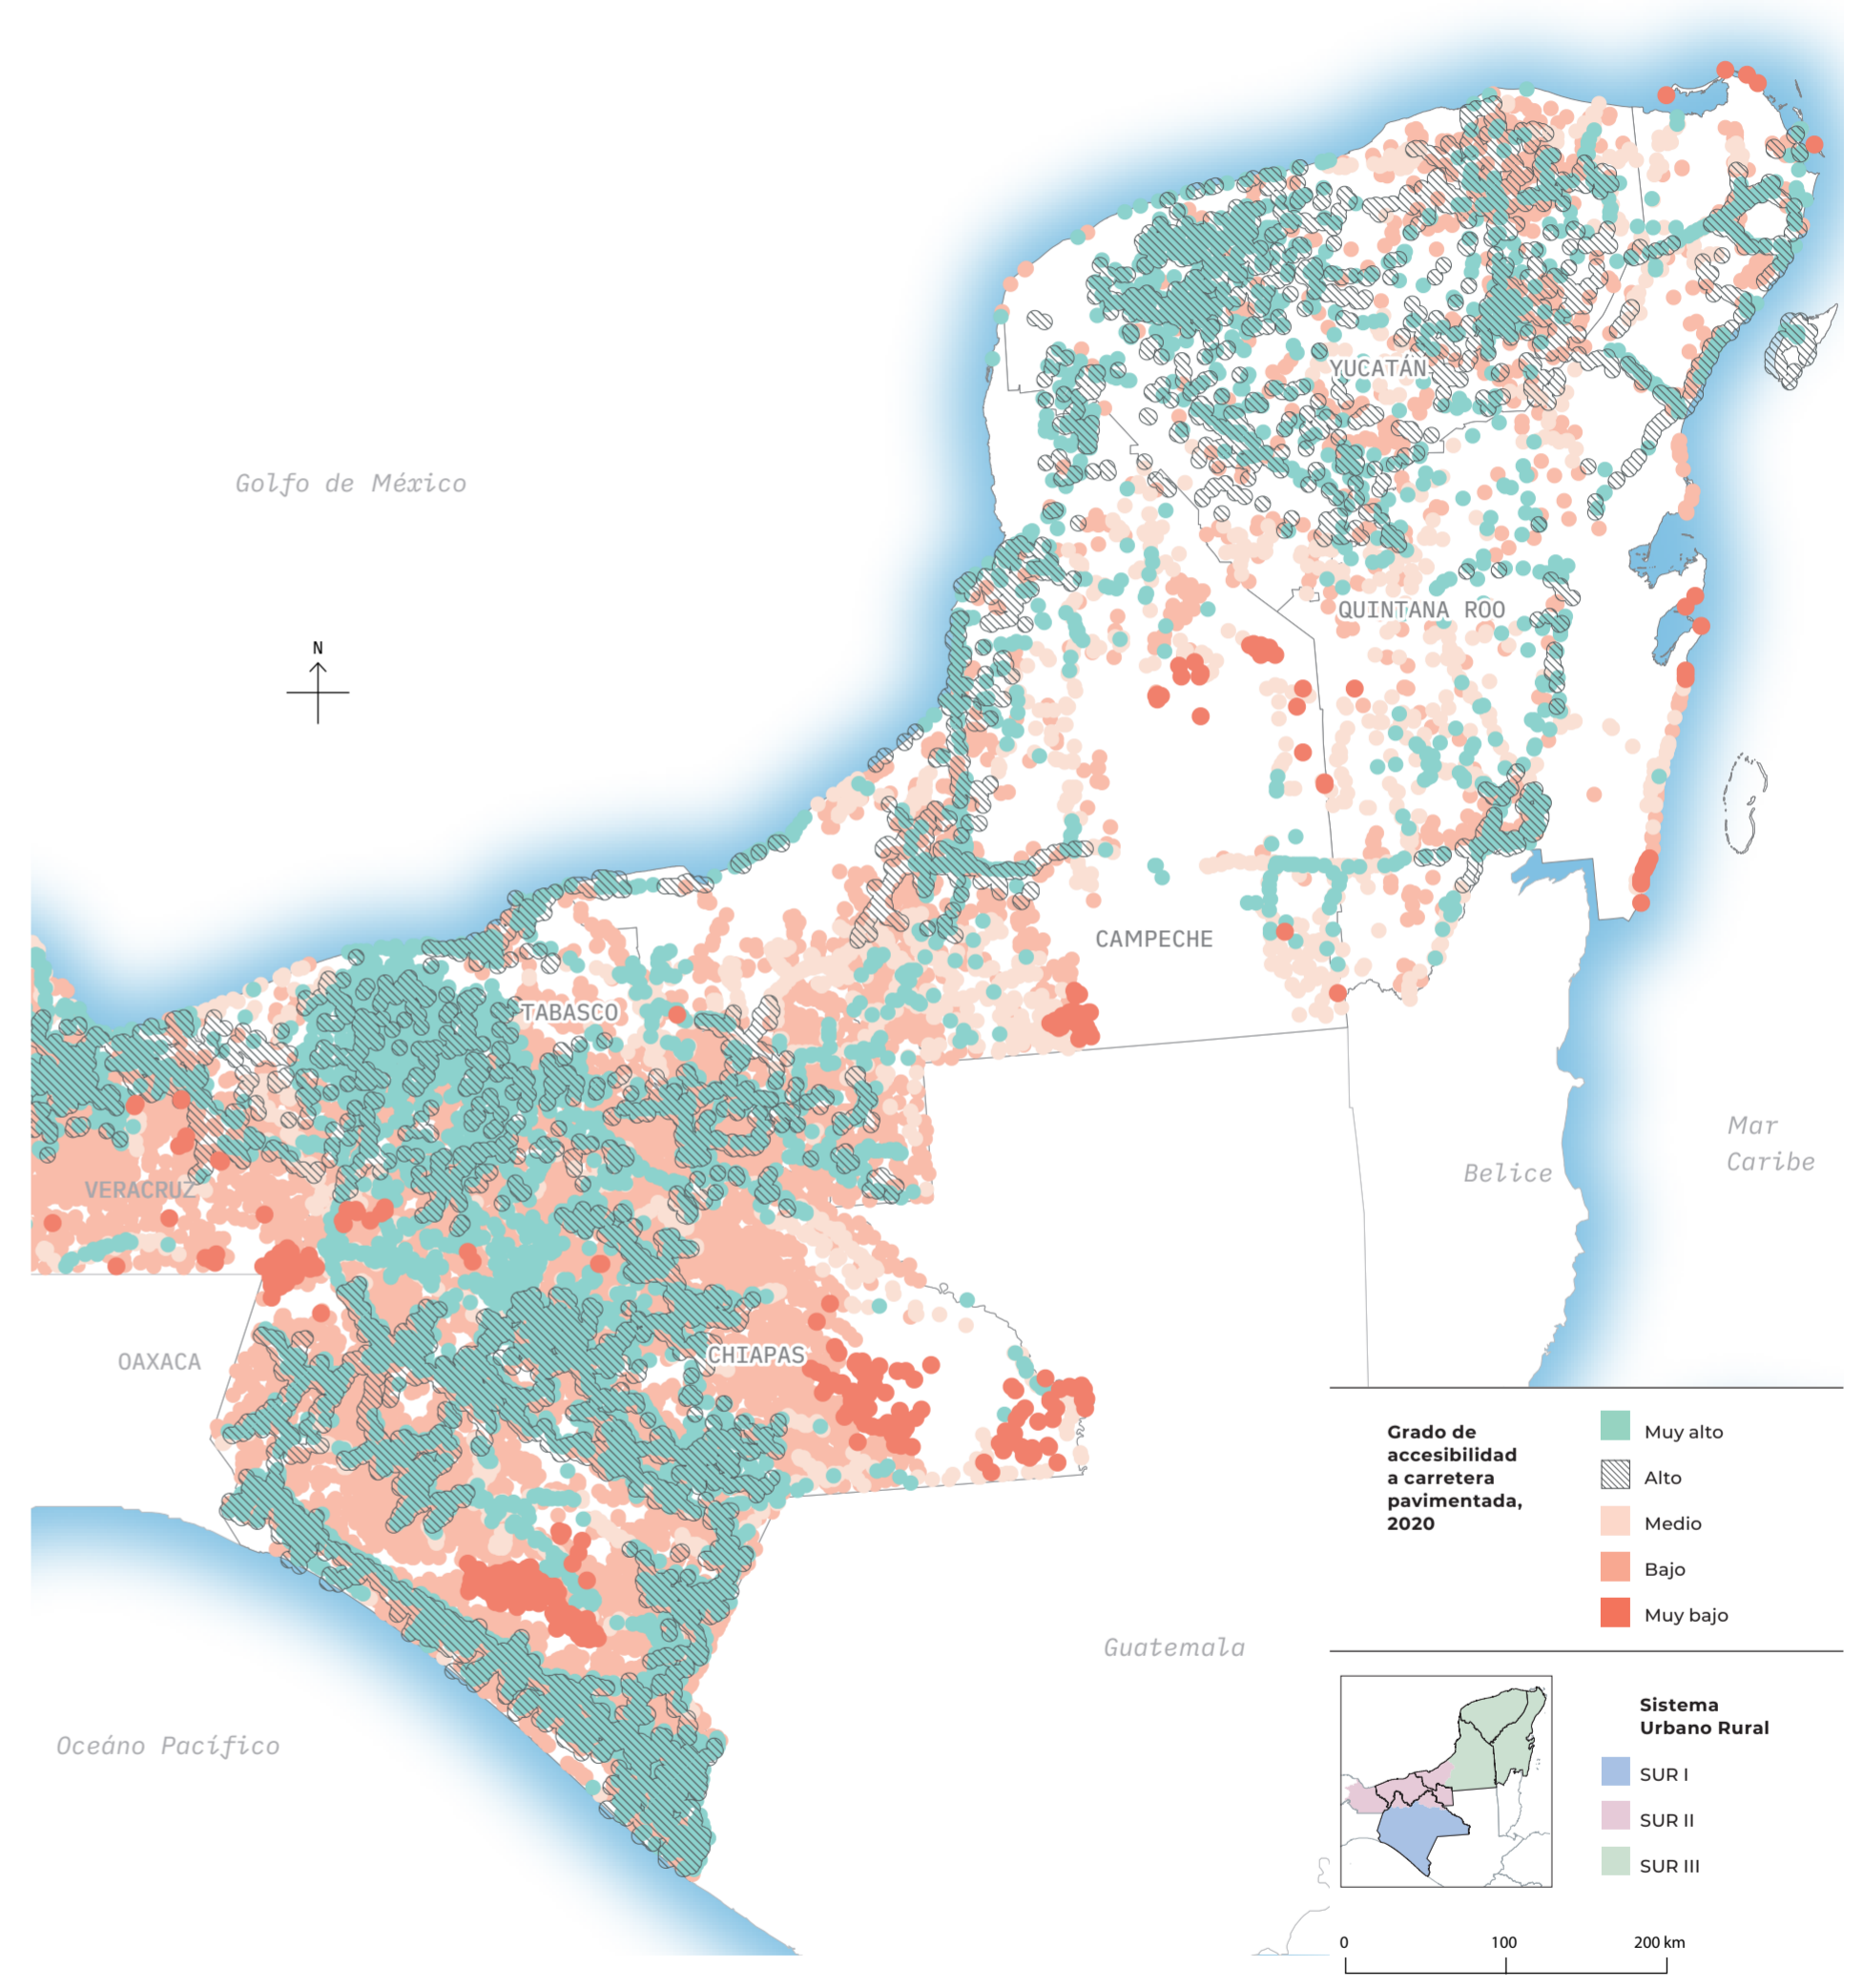 Golfo de México
YUCATÁN
QUINTANA ROO
N
CAMPECHE
TABASCO
Mar
Caribe
Belice
VERACRUZ
OAXACA
CHIAPAS
Guatemala
Oceáno Pacífico
Grado de
accesibilidad
a carretera
pavimentada,
2020
Muy alto
Alto
Medio
Bajo
Muy bajo
Sistema
Urbano Rural
SUR I
SUR II
SUR III
0 100 200 km